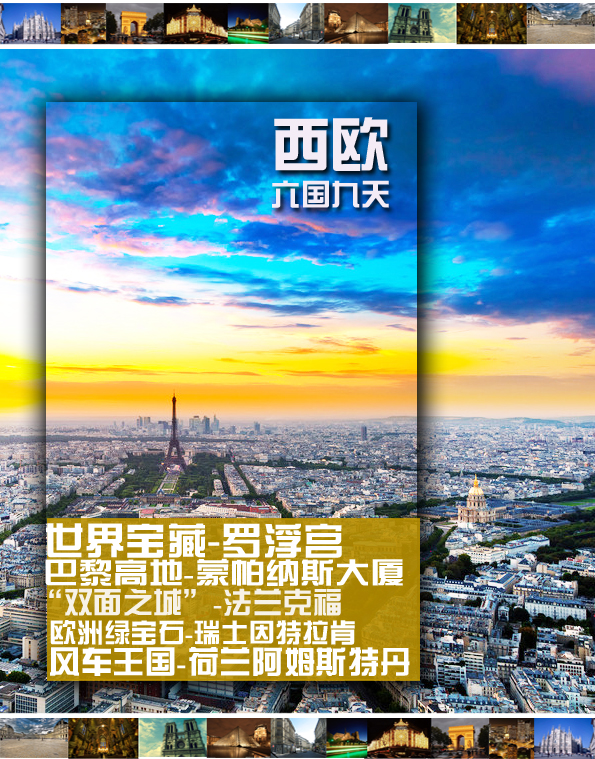 西欧
六国九天
世界宝藏-罗浮宫
巴黎高地-蒙帕纳斯大厦
“双面之城”-法兰克福
欧洲绿宝石-瑞士因特拉肯
风车王国-荷兰阿姆斯特丹